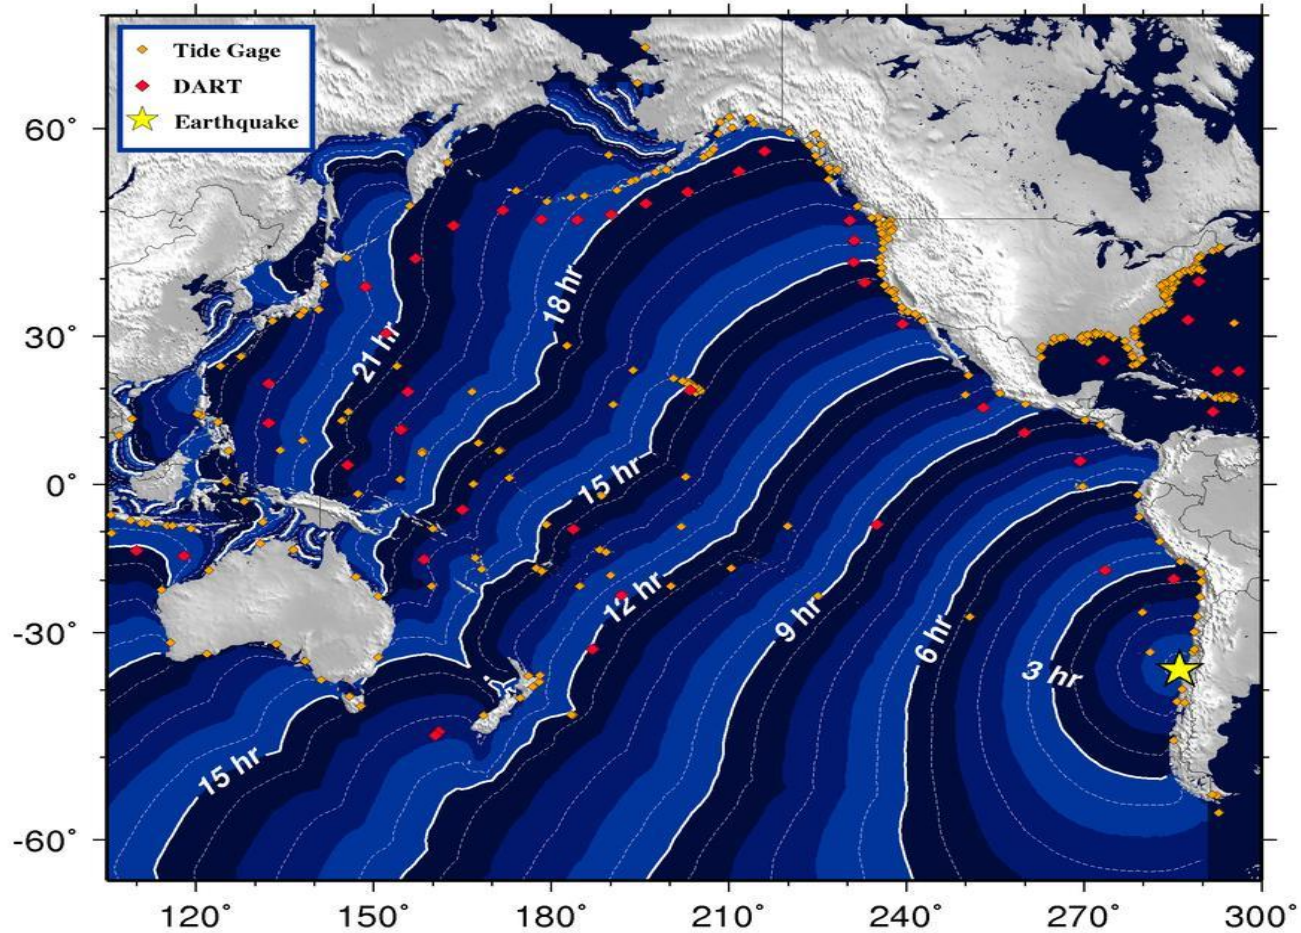 Tide Gage
DART
Earthquake
60°
30°
0°
-30°
-60°
18 hr
21 hr
15 hr
12 hr
9 hr
6 hr
3 hr
15 hr
120°
150°
180°
210°
240°
270°
300°